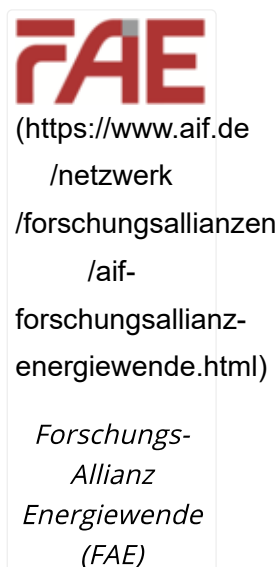 FAE
(https://www.aif.de
/netzwerk
/forschungsallianzen
/aif-
forschungsallianz-
energiewende.html)
Forschungs-
Allianz
Energiewende
(FAE)